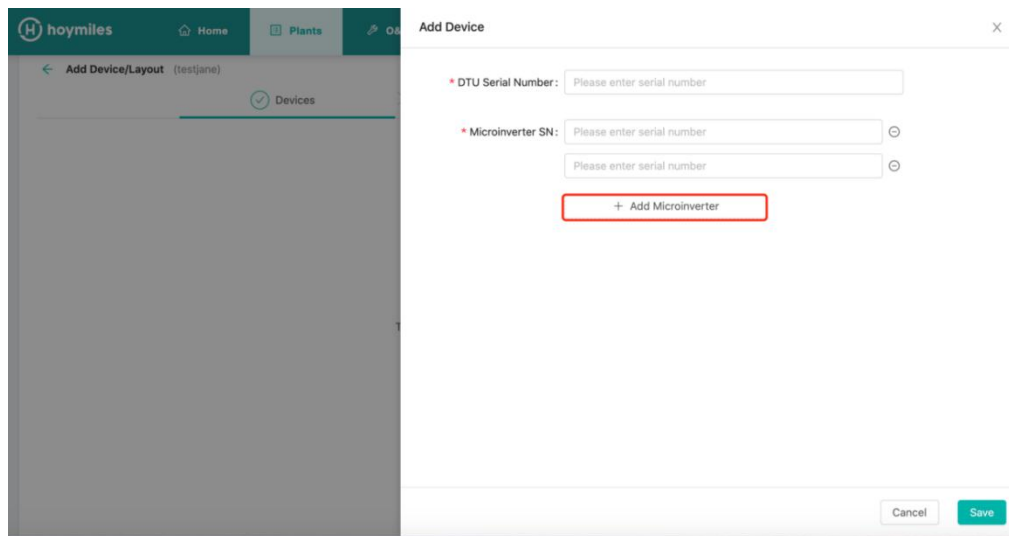 hoymiles Home Plants O&
Add Device
Add Device/Layout (testjane)
Devices
* DTU Serial Number: Please enter serial number
* Microinverter SN: Please enter serial number
Please enter serial number
+ Add Microinverter
T
Cancel Save